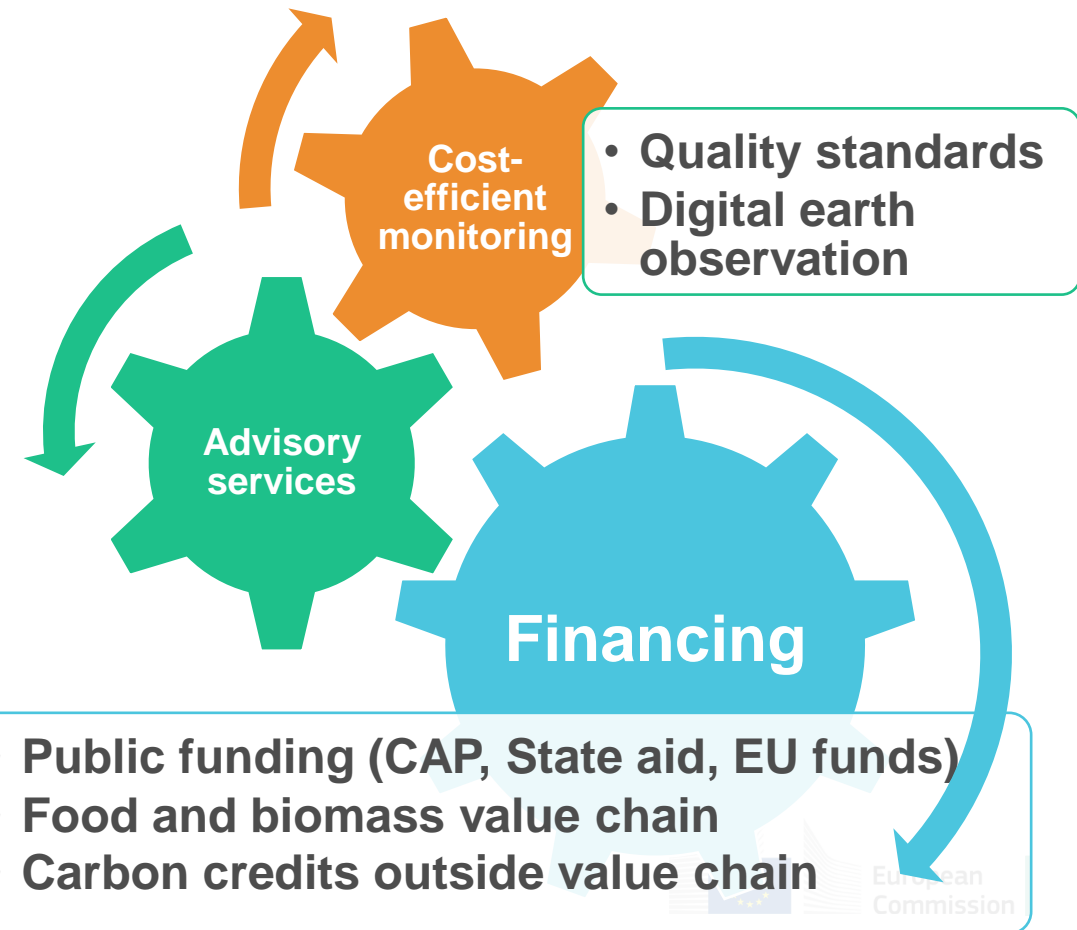 Cost-
efficient
monitoring
• Quality standards
• Digital earth
observation
Advisory
services
Financing
Public funding (CAP, State aid, EU funds)
Food and biomass value chain
Carbon credits outside value chain
European
Commission